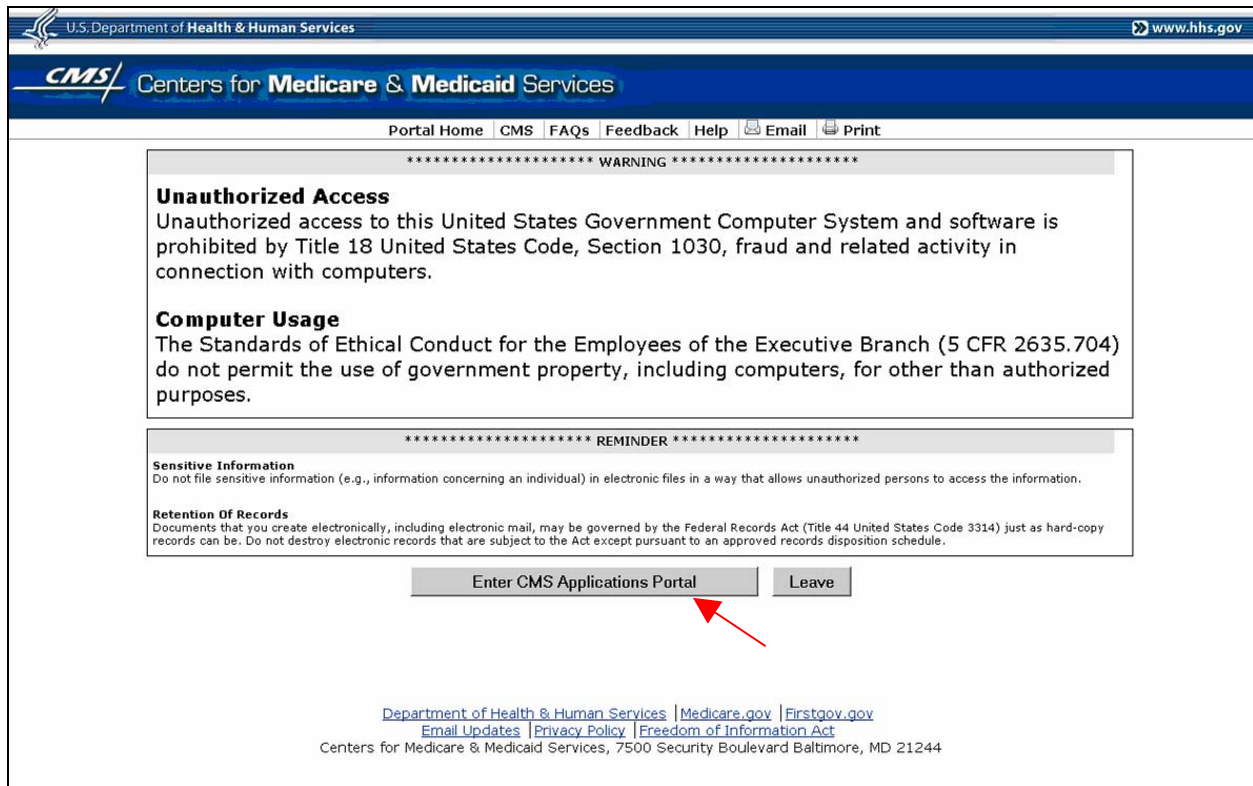 U.S. Department of Health & Human Services
www.hhs.gov
CMS/ Centers for Medicare & Medicaid Services
Portal Home CMS FAQs Feedback Help Email Print
********************* WARNING *********************
Unauthorized Access
Unauthorized access to this United States Government Computer System and software is
prohibited by Title 18 United States Code, Section 1030, fraud and related activity in
connection with computers.
Computer Usage
The Standards of Ethical Conduct for the Employees of the Executive Branch (5 CFR 2635.704)
do not permit the use of government property, including computers, for other than authorized
purposes.
********************* REMINDER *********************
Sensitive Information
Do not file sensitive information (e.g., information concerning an individual) in electronic files in a way that allows unauthorized persons to access the information.
Retention Of Records
Documents that you create electronically, including electronic mail, may be governed by the Federal Records Act (Title 44 United States Code 3314) just as hard-copy
records can be. Do not destroy electronic records that are subject to the Act except pursuant to an approved records disposition schedule.
Enter CMS Applications Portal Leave
Department of Health & Human Services | Medicare.gov | Firstgov.gov
Email Updates | Privacy Policy | Freedom of Information Act
Centers for Medicare & Medicaid Services, 7500 Security Boulevard Baltimore, MD 21244